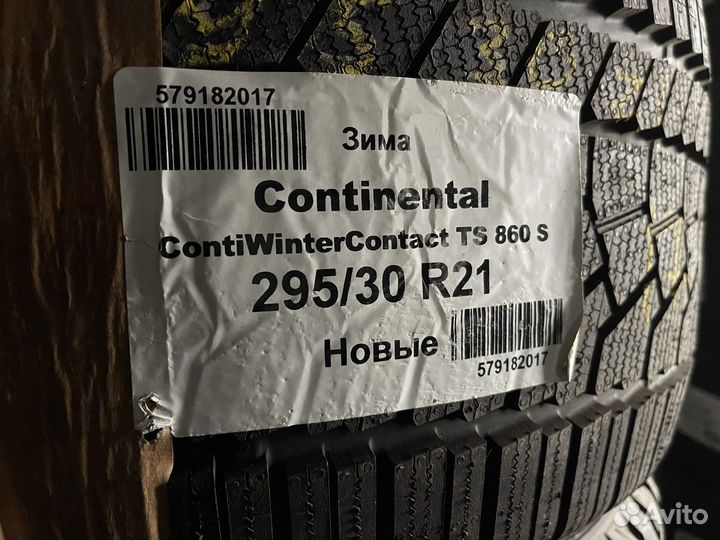 579182017
Зима
Continental
ContiWinterContact TS 860 S
295/30 R21
Новые
579182017
Avito